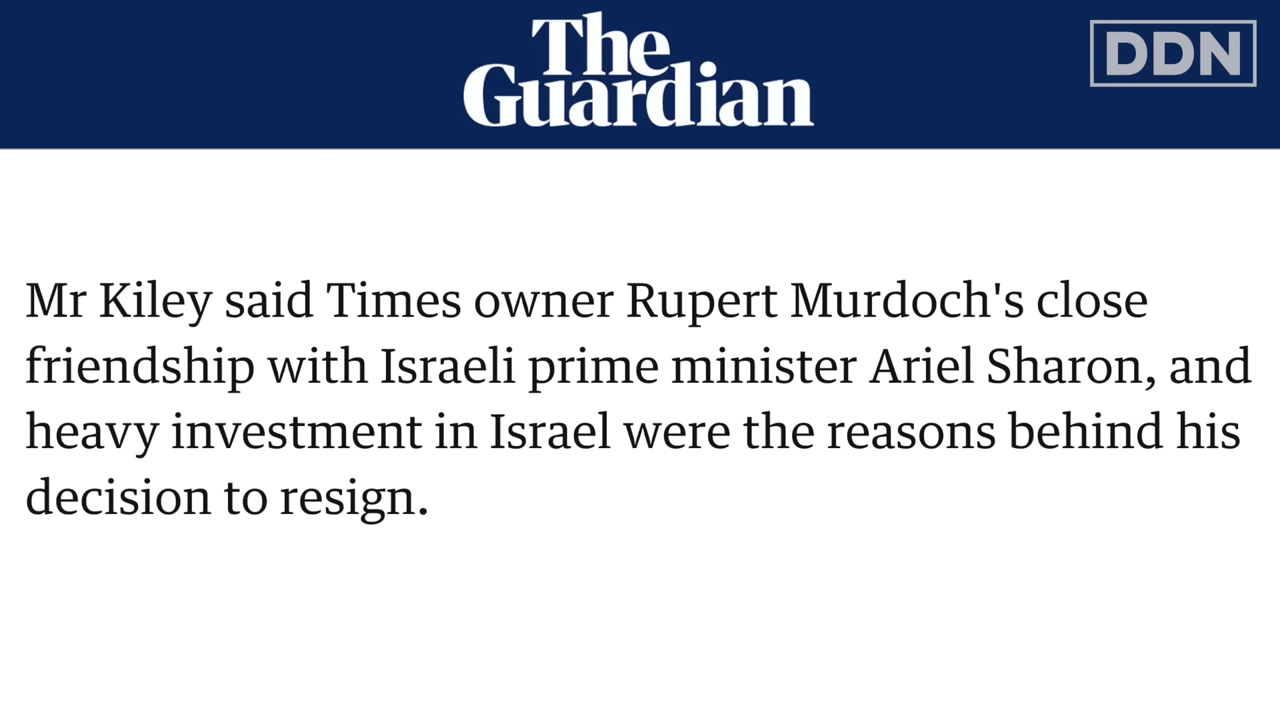 The
Guardian
DDN
Mr Kiley said Times owner Rupert Murdoch's close
friendship with Israeli prime minister Ariel Sharon, and
heavy investment in Israel were the reasons behind his
decision to resign.